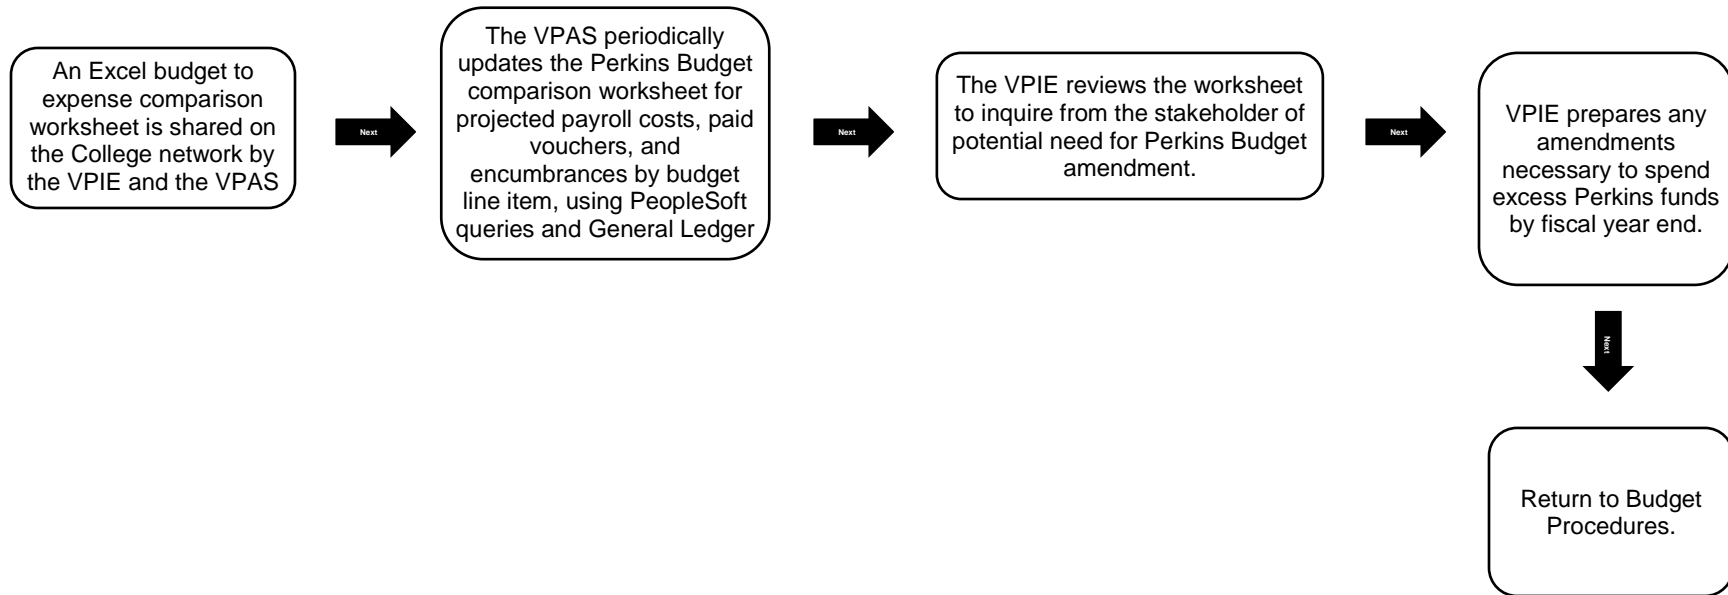 An Excel budget to
expense comparison
worksheet is shared on
the College network by
the VPIE and the VPAS
Next
The VPAS periodically
updates the Perkins Budget
comparison worksheet for
projected payroll costs, paid
vouchers, and
encumbrances by budget
line item, using PeopleSoft
queries and General Ledger
Next
The VPIE reviews the worksheet
to inquire from the stakeholder of
potential need for Perkins Budget
amendment.
Next
VPIE prepares any
amendments
necessary to spend
excess Perkins funds
by fiscal year end.
Next
Return to Budget
Procedures.